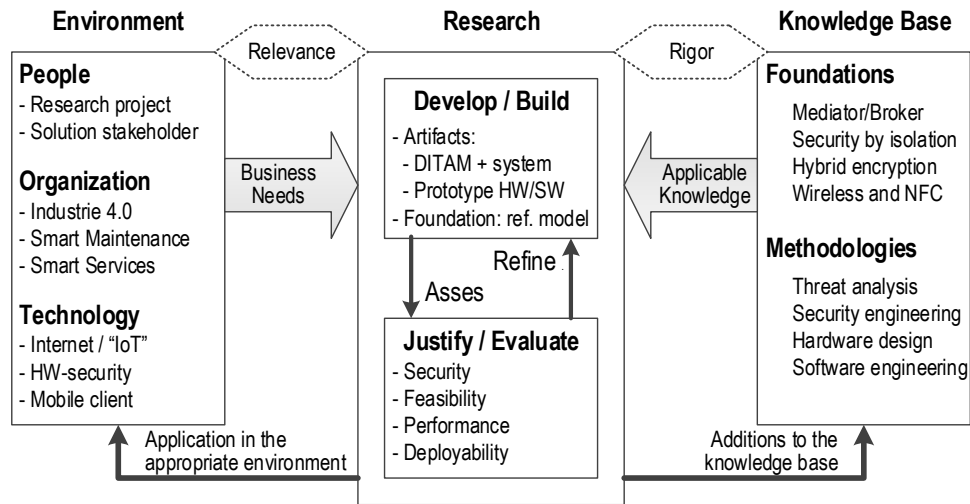 Environment
Relevance
Research
Rigor
Knowledge Base
People
- Research project
- Solution stakeholder
Organization
- Industrie 4.0
- Smart Maintenance
- Smart Services
Technology
- Internet / “IoT”
- HW-security
- Mobile client
Business
Needs
Develop / Build
- Artifacts:
- DITAM + system
- Prototype HW/SW
- Foundation: ref. model
Refine
Asses
Justify / Evaluate
- Security
- Feasibility
- Performance
- Deployability
Applicable
Knowledge
Foundations
Mediator/Broker
Security by isolation
Hybrid encryption
Wireless and NFC
Methodologies
Threat analysis
Security engineering
Hardware design
Software engineering
Application in the
appropriate environment
Additions to the
knowledge base